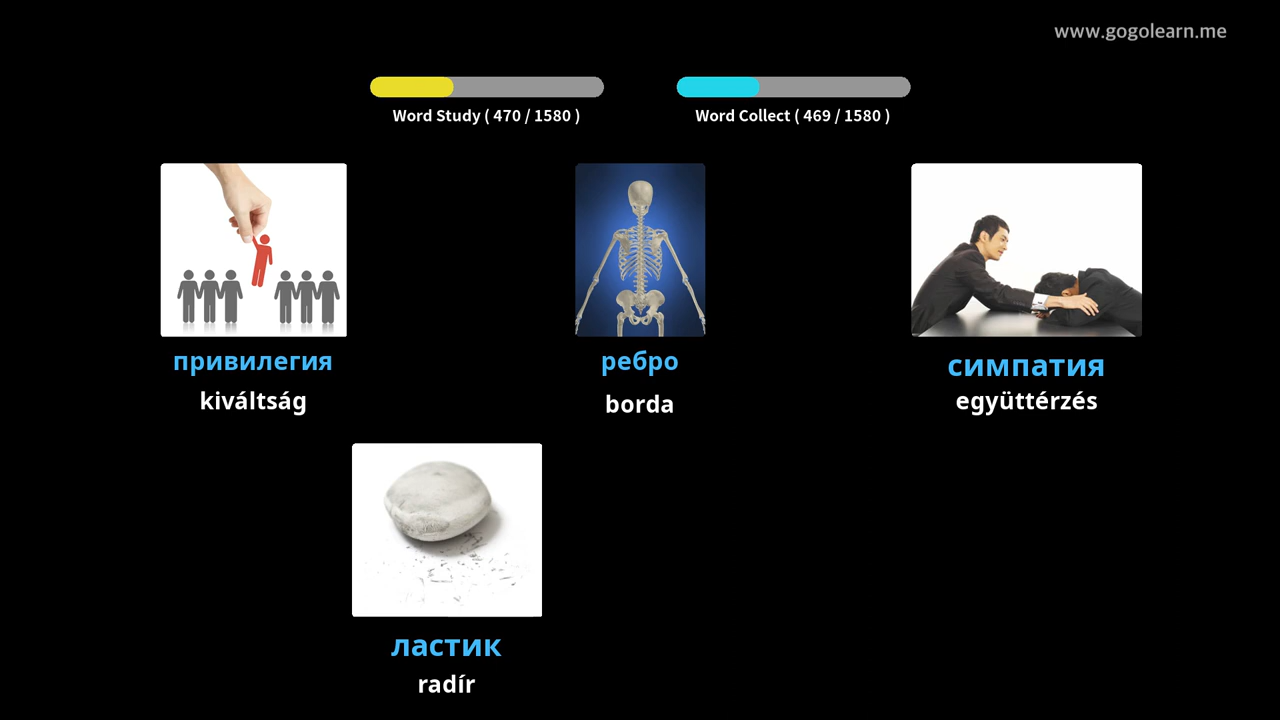 www.gogolearn.me
Word Study ( 470 / 1580 )
Word Collect ( 469 / 1580 )
привилегия
kiváltság
ребро
borda
симпатия
együttérzés
ластик
radír